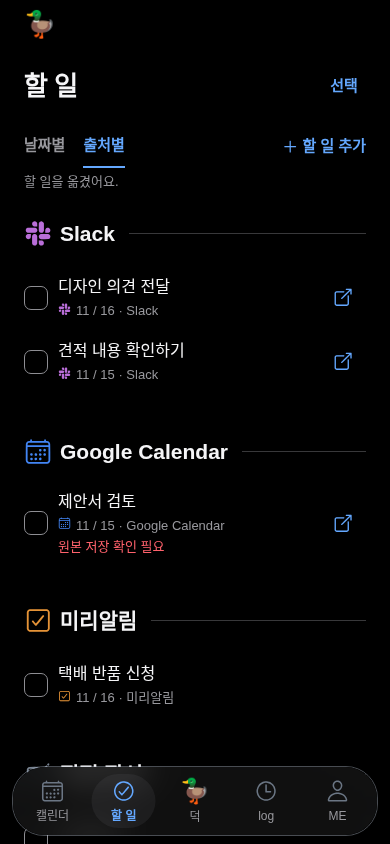 할 일
선택
날짜별 출처별
+ 할 일 추가
할 일을 옮겼어요.
Slack
디자인 의견 전달
11 / 16 · Slack
견적 내용 확인하기
11 / 15 · Slack
Google Calendar
제안서 검토
11 / 15 · Google Calendar
원본 저장 확인 필요
미리알림
택배 반품 신청
11 / 16 · 미리알림
캘린더 할 일 덕 log ME